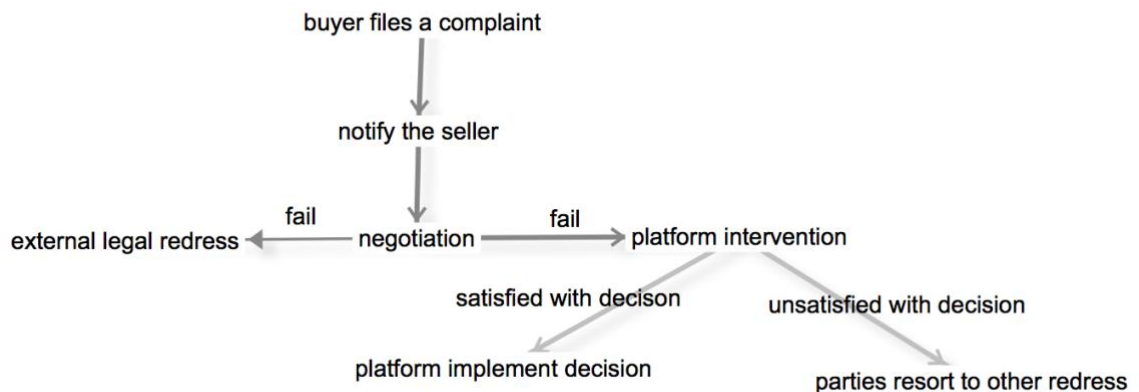 buyer files a complaint
notify the seller
fail
fail
external legal redress
negotiation
platform intervention
satisfied with decison
unsatisfied with decision
platform implement decision
parties resort to other redress